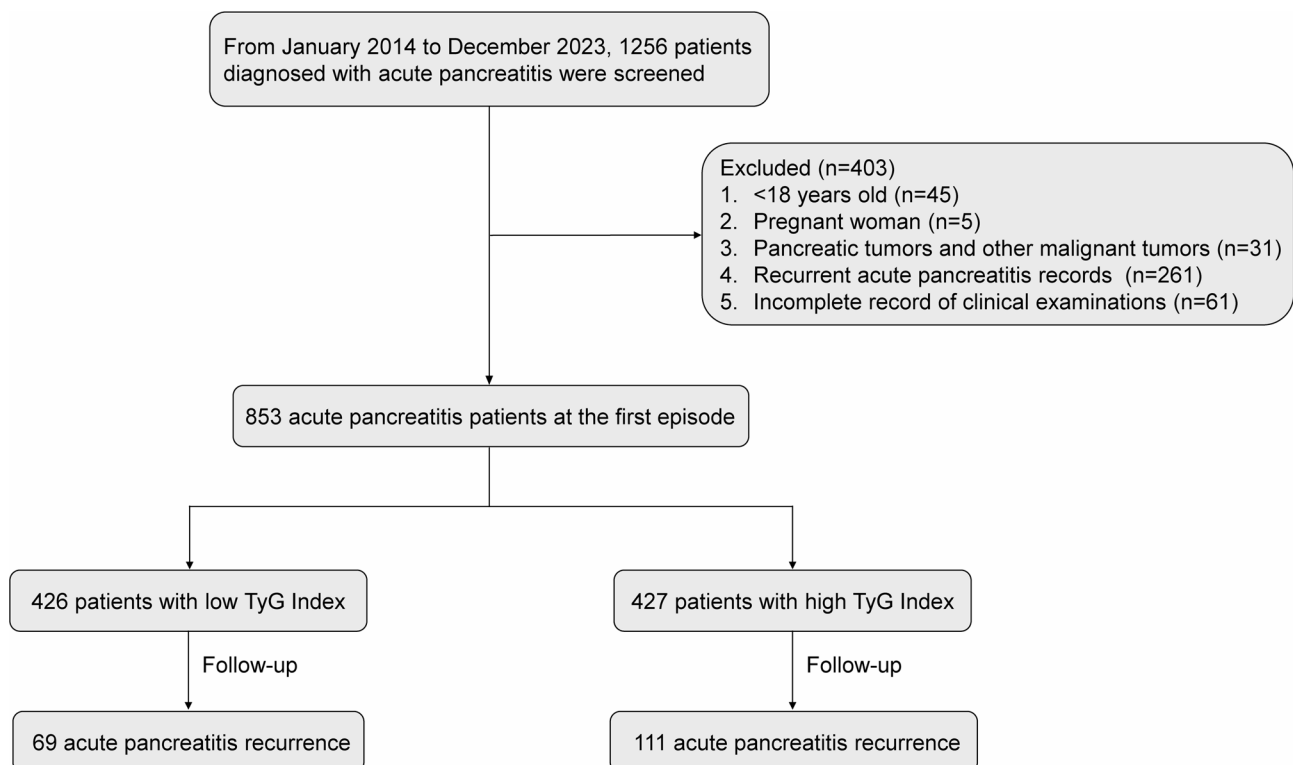 From January 2014 to December 2023, 1256 patients
diagnosed with acute pancreatitis were screened
Excluded (n=403)
1. <18 years old (n=45)
2. Pregnant woman (n=5)
3. Pancreatic tumors and other malignant tumors (n=31)
4. Recurrent acute pancreatitis records (n=261)
5. Incomplete record of clinical examinations (n=61)
853 acute pancreatitis patients at the first episode
426 patients with low TyG Index
427 patients with high TyG Index
Follow-up
Follow-up
69 acute pancreatitis recurrence
111 acute pancreatitis recurrence